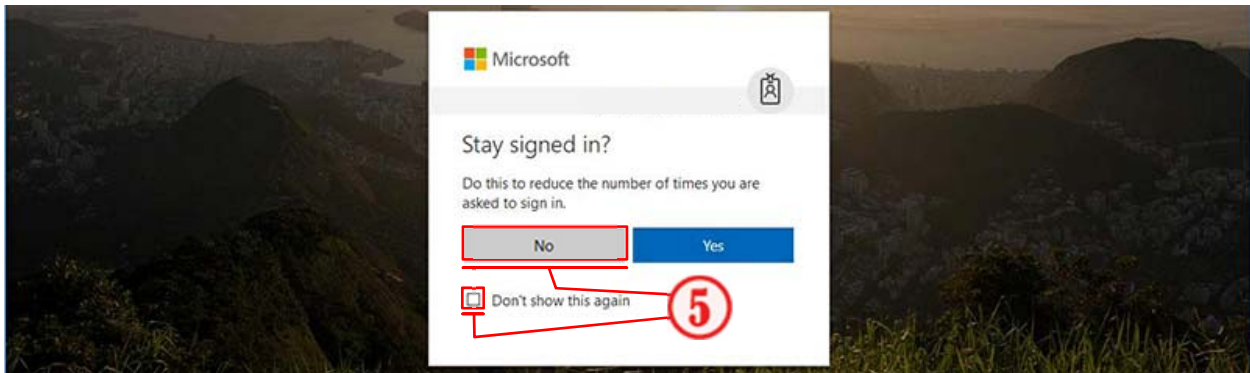 Microsoft
Stay signed in?
Do this to reduce the number of times you are
asked to sign in.
No
Yes
Don't show this again
5